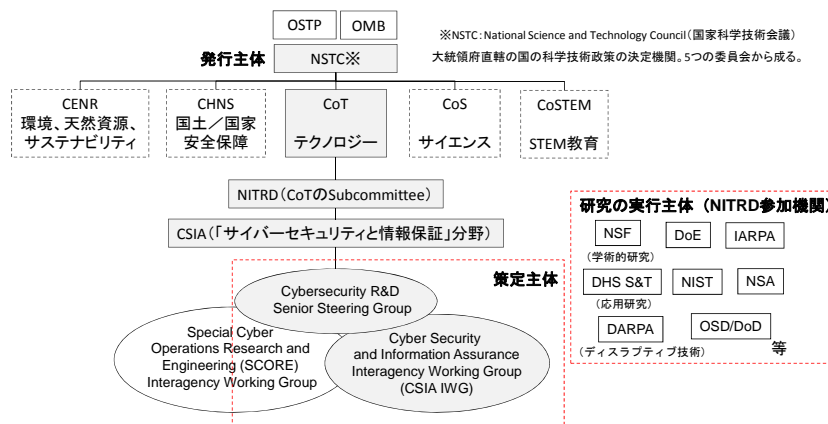 OSTP
OMB
※NSTC：National Science and Technology Council（国家科学技術会議）
大統領府直轄の国の科学技術政策の決定機関。5つの委員会から成る。
発行主体
NSTC※
CENR
環境、天然資源、
サステナビリティ
CHNS
国土／国家
安全保障
CoT
テクノロジー
CoS
サイエンス
CoSTEM
STEM教育
NITRD（CoTのSubcommittee）
CSIA（「サイバーセキュリティと情報保証」分野）
策定主体
Cybersecurity R&D
Senior Steering Group
Special Cyber
Operations Research and
Engineering (SCORE)
Interagency Working Group
Cyber Security
and Information Assurance
Interagency Working Group
(CSIA IWG)
研究の実行主体（NITRD参加機関）
NSF
DoE
IARPA
（学術的研究）
DHS S&T
NIST
NSA
（応用研究）
DARPA
OSD/DoD
（ディスラプティブ技術）
等